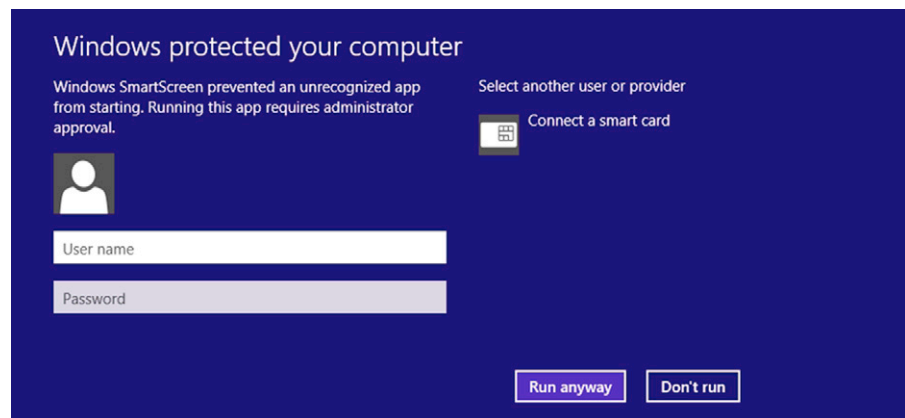 Windows protected your computer
Windows SmartScreen prevented an unrecognized app
from starting. Running this app requires administrator
approval.
User name
Password
Select another user or provider
Connect a smart card
Run anyway
Don't run